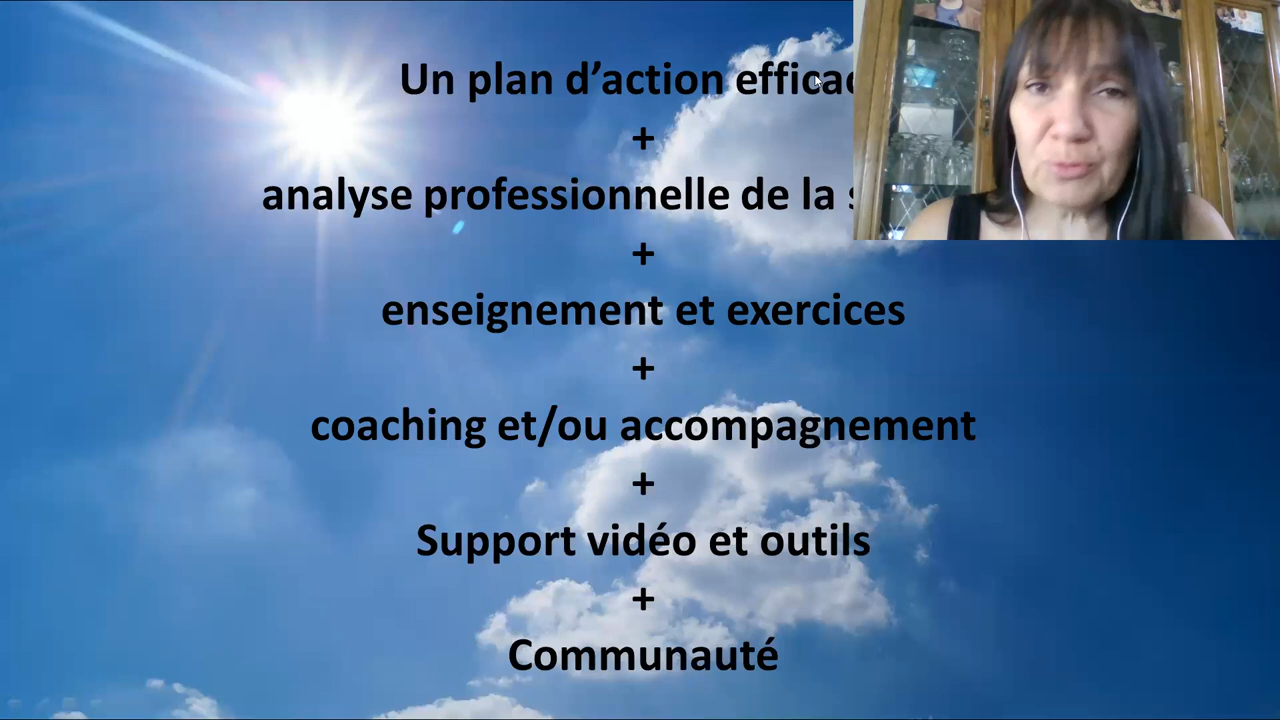 Un plan d’action
+
analyse professionnelle de la
+
enseignement et exercices
+
coaching et/ou accompagnement
+
Support vidéo et outils
+
Communauté